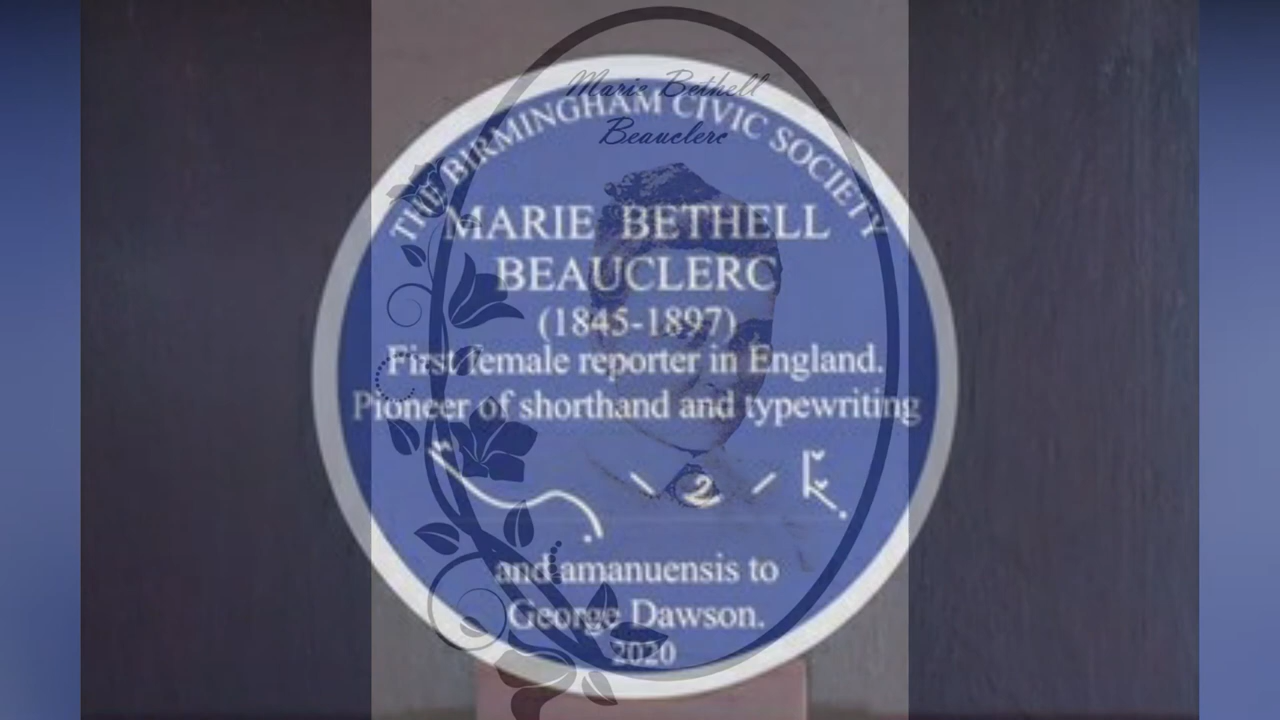 Marie Bethell
Beauclerc
THE BIRMINGHAM CIVIC SOCIETY
MARIE BETHELL
BEAUCLERC
(1845-1897)
First female reporter in England.
Pioneer of shorthand and typewriting
and amanuensis to
George Dawson.
2020